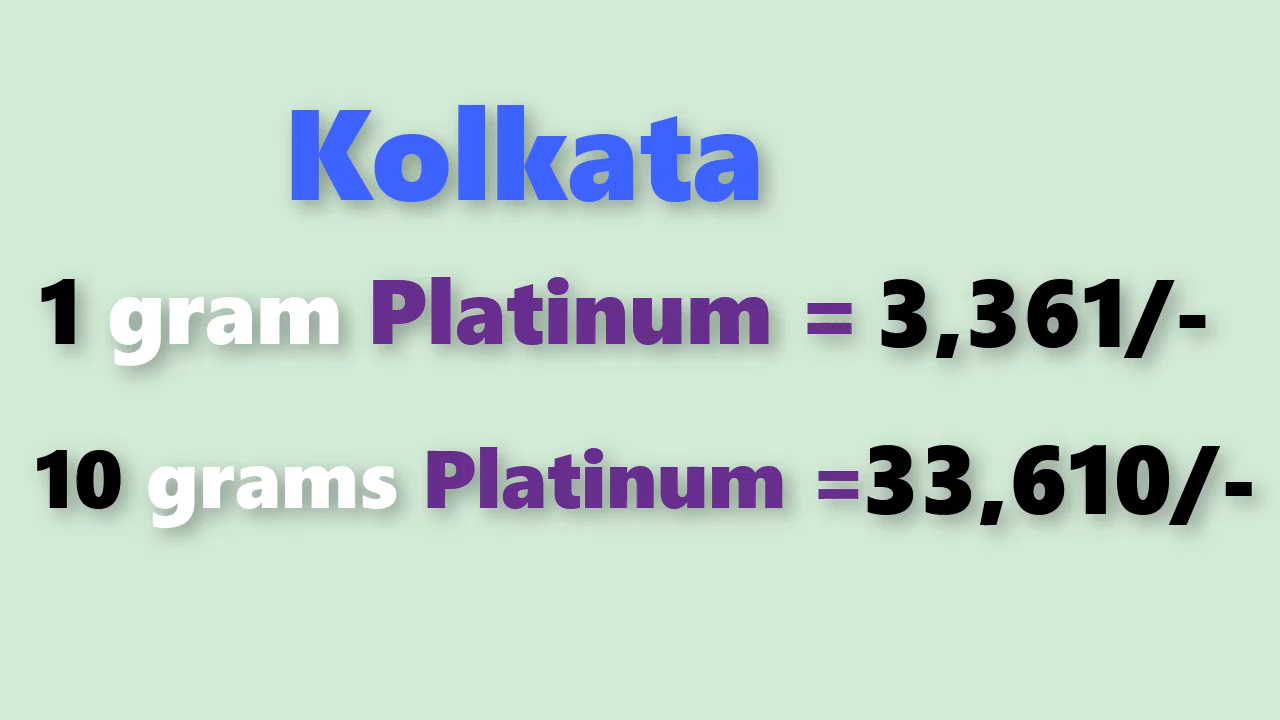 Kolkata
1 gram Platinum = 3,361/-
10 grams Platinum =33,610/-